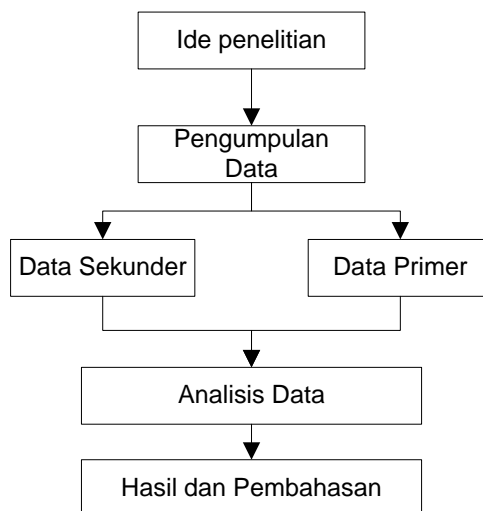 Ide penelitian
Pengumpulan
Data
Data Sekunder
Data Primer
Analisis Data
Hasil dan Pembahasan